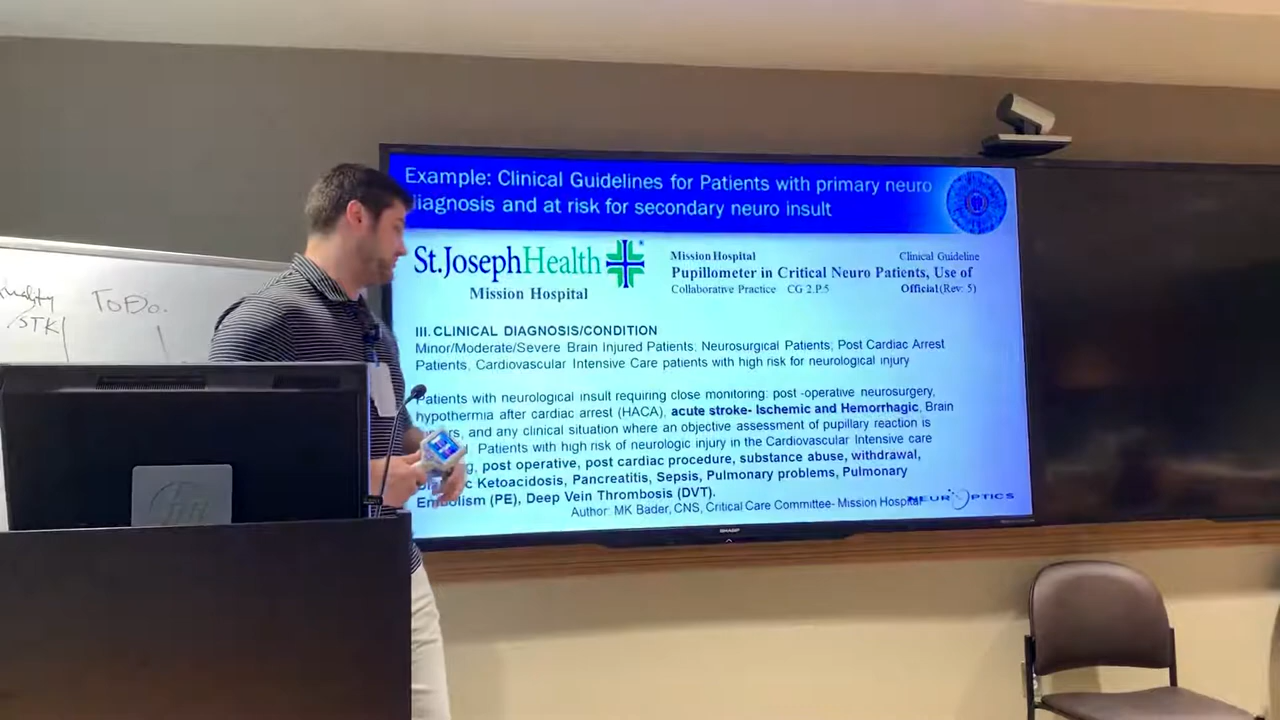 Example: Clinical Guidelines for Patients with primary neuro
diagnosis and at risk for secondary neuro insult
St.JosephHealth
Mission Hospital
Mission Hospital
Clinical Guideline
Pupillometer in Critical Neuro Patients, Use of
Collaborative Practice CG 2.P.5
Official (Rev: 5)
III. CLINICAL DIAGNOSIS/CONDITION
Minor/Moderate/Severe Brain Injured Patients; Neurosurgical Patients; Post Cardiac Arrest
Patients, Cardiovascular Intensive Care patients with high risk for neurological injury
Patients with neurological insult requiring close monitoring: post -operative neurosurgery,
hypothermia after cardiac arrest (HACA), acute stroke- Ischemic and Hemorrhagic, Brain
and any clinical situation where an objective assessment of pupillary reaction is
Patients with high risk of neurologic injury in the Cardiovascular Intensive care
post operative, post cardiac procedure, substance abuse, withdrawal,
Ketoacidosis, Pancreatitis, Sepsis, Pulmonary problems, Pulmonary
Embolism (PE), Deep Vein Thrombosis (DVT).
Author: MK Bader, CNS, Critical Care Committee- Mission Hospital
NEUROPTICS
SHARP
ToDo.
/STK